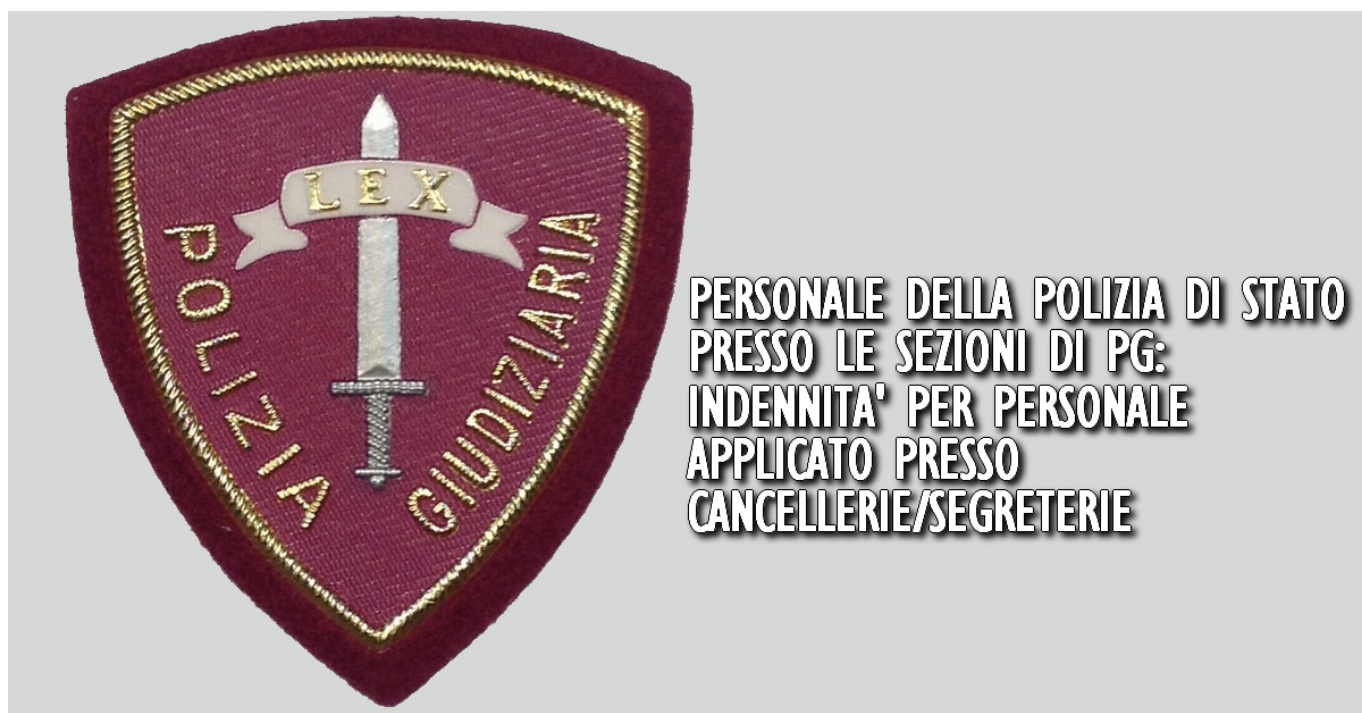 LEX
POLIZIA
GIUDIZIARIA
PERSONALE DELLA POLIZIA DI STATO
PRESSO LE SEZIONI DI PG:
INDENNITA' PER PERSONALE
APPLICATO PRESSO
CANCELLERIE/SEGRETERIE